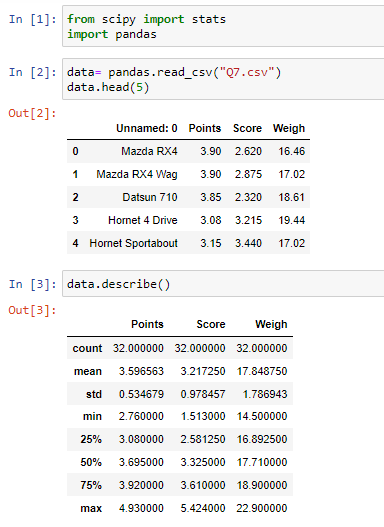 In [1]: from scipy import stats
import pandas
In [2]: data= pandas.read_csv("Q7.csv")
data.head(5)
Out[2]:
Unnamed: 0 Points Score Weigh
0 Mazda RX4 3.90 2.620 16.46
1 Mazda RX4 Wag 3.90 2.875 17.02
2 Datsun 710 3.85 2.320 18.61
3 Hornet 4 Drive 3.08 3.215 19.44
4 Hornet Sportabout 3.15 3.440 17.02
In [3]: data.describe()
Out[3]:
Points Score Weigh
count 32.000000 32.000000 32.000000
mean 3.596563 3.217250 17.848750
std 0.534679 0.978457 1.786943
min 2.760000 1.513000 14.500000
25% 3.080000 2.581250 16.892500
50% 3.695000 3.325000 17.710000
75% 3.920000 3.610000 18.900000
max 4.930000 5.424000 22.900000